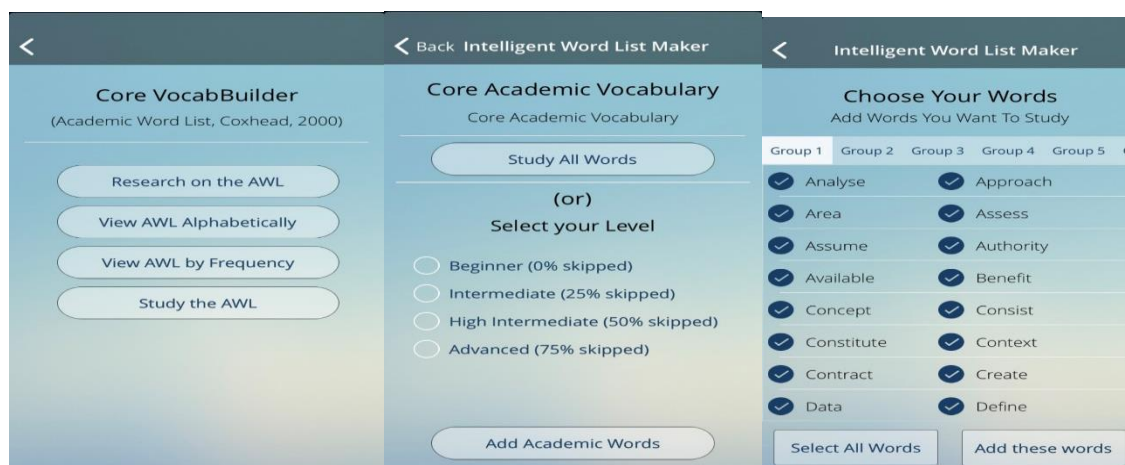 Core VocabBuilder
(Academic Word List, Coxhead, 2000)
Research on the AWL
View AWL Alphabetically
View AWL by Frequency
Study the AWL
Back Intelligent Word List Maker
Core Academic Vocabulary
Core Academic Vocabulary
Study All Words
(or)
Select your Level
Beginner (0% skipped)
Intermediate (25% skipped)
High Intermediate (50% skipped)
Advanced (75% skipped)
Add Academic Words
Intelligent Word List Maker
Choose Your Words
Add Words You Want To Study
Group 1 Group 2 Group 3 Group 4 Group 5
Analyse Approach
Area Assess
Assume Authority
Available Benefit
Concept Consist
Constitute Context
Contract Create
Data Define
Select All Words Add these words